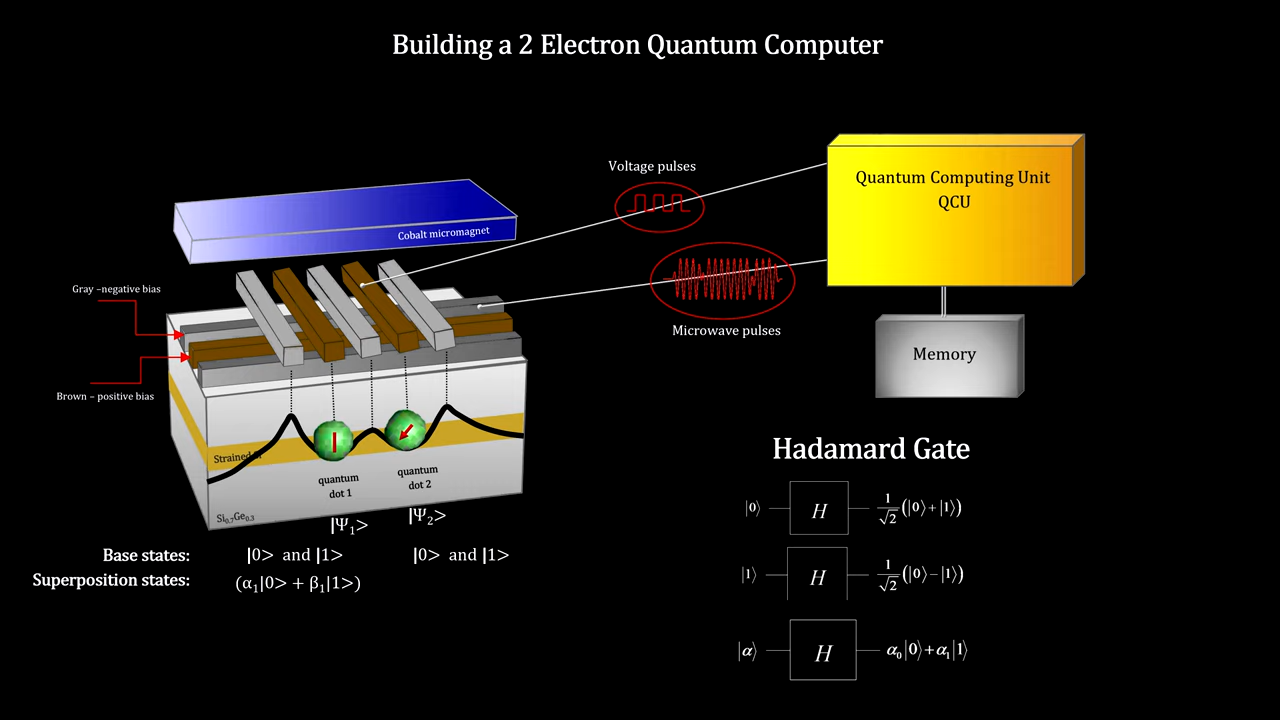 Building a 2 Electron Quantum Computer
Voltage pulses
Quantum Computing Unit
QCU
Cobalt micromagnet
Gray –negative bias
Microwave pulses
Memory
Brown – positive bias
Hadamard Gate
Strained
quantum
dot 1
quantum
dot 2
Si₀.₇Ge₀.₃
|Ψ₁>
|Ψ₂>
Base states:
|0> and |1>
|0> and |1>
Superposition states:
(α₁|0> + β₁|1>)
|0⟩ H 1/√2 (|0⟩+|1⟩)
|1⟩ H 1/√2 (|0⟩−|1⟩)
|α⟩ H α₀|0⟩+α₁|1⟩